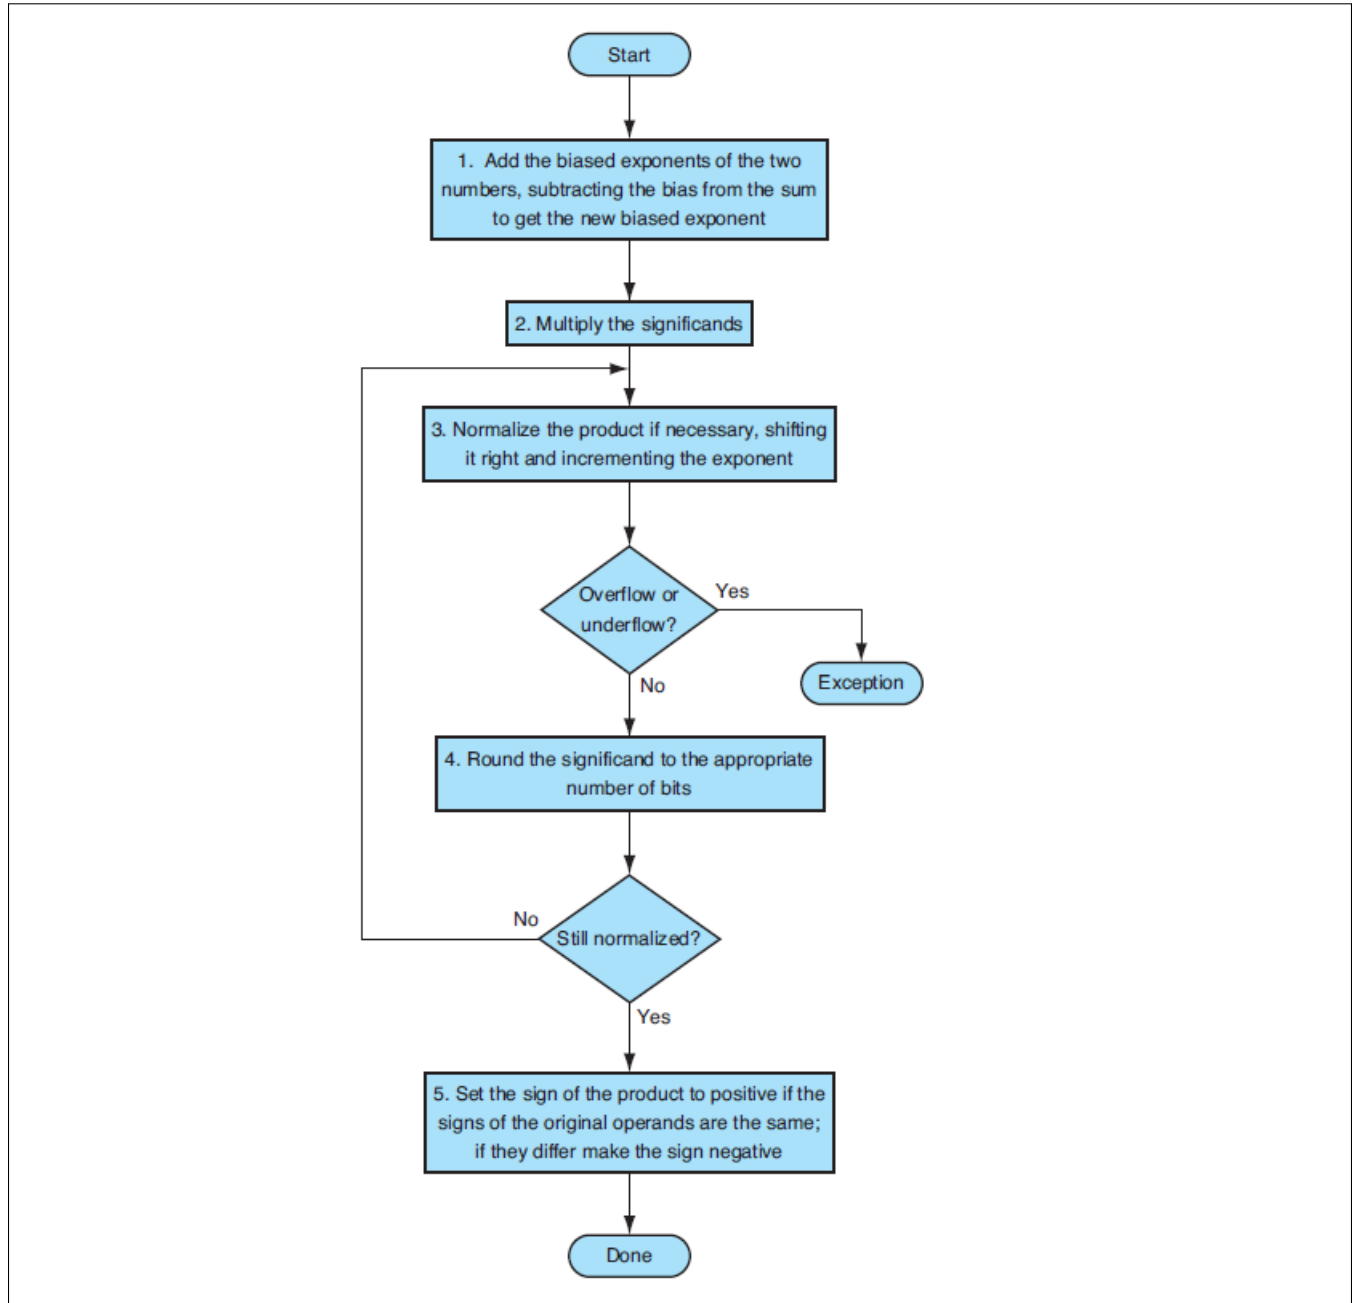 Start
1. Add the biased exponents of the two
numbers, subtracting the bias from the sum
to get the new biased exponent
2. Multiply the significands
3. Normalize the product if necessary, shifting
it right and incrementing the exponent
Overflow or
underflow?
Yes
Exception
No
4. Round the significand to the appropriate
number of bits
No
Still normalized?
Yes
5. Set the sign of the product to positive if the
signs of the original operands are the same;
if they differ make the sign negative
Done